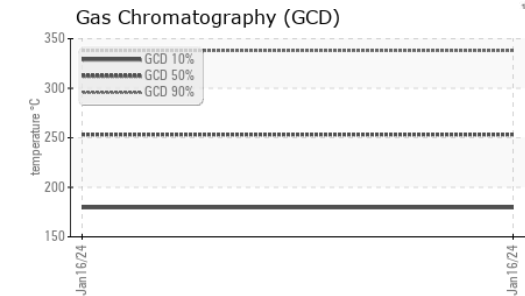 Gas Chromatography (GCD)
350
300
250
200
150
temperature °C
GCD 10%
GCD 50%
GCD 90%
Jan16/24
Jan16/24